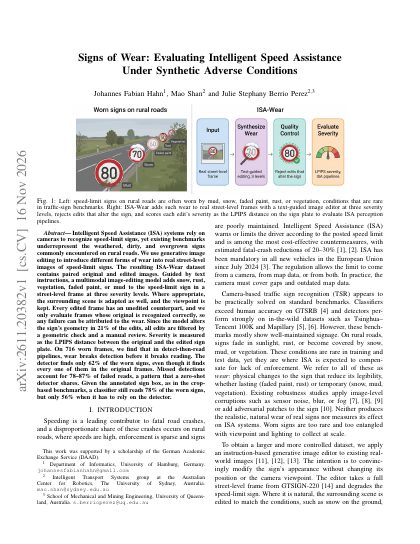 Signs of Wear: Evaluating Intelligent Speed Assistance
Under Synthetic Adverse Conditions
Johannes Fabian Hahn¹, Mao Shan² and Julie Stephany Berrio Perez²,³
arXiv:2611.20382v1 [cs.CV] 16 Nov 2026
Worn signs on rural roads
ISA-Wear
Input
Real street-level frame
Synthesize Wear
Text-guided editing, 3 levels
Quality Control
Reject edits that alter the sign
Evaluate Severity
LPIPS severity, ISA pipeline
80
Fig. 1: Left: speed-limit signs on rural roads are often worn by mud, snow, faded paint, rust, or vegetation, conditions that are rare
in traffic-sign benchmarks. Right: ISA-Wear adds such wear to real street-level frames with a text-guided image editor at three severity levels,
rejects edits that alter the sign, and scores each edit's severity as the LPIPS distance on the sign plate to evaluate ISA perception
pipelines.
Abstract— Intelligent Speed Assistance (ISA) systems rely on
cameras to recognize speed-limit signs, yet existing benchmarks
underrepresent the weathered, dirty, and overgrown signs
commonly encountered on rural roads. We use generative image
editing to introduce different forms of wear into real street-level
images of speed-limit signs. The resulting ISA-Wear dataset
contains paired original and edited images. Guided by text
instructions, a multimodal image-editing model adds snow, rust,
vegetation, faded paint, or mud to the speed-limit sign in a
street-level frame at three severity levels. Where appropriate,
the surrounding scene is adapted as well, and the viewpoint is kept.
Every edited frame has an unedited counterpart, and we
only evaluate frames whose original is recognized correctly, so
any failure can be attributed to the wear. Since the model alters
the sign's geometry in 21% of the edits, all edits are filtered by
a geometric check and a manual review. Severity is measured
as the LPIPS distance between the original and the edited sign
plate. On 716 worn frames, we find that in detect-then-read
pipelines, wear breaks detection before it breaks reading. The
detector finds only 62% of the worn signs, even though it finds
every one of them in the original frames. Missed detections
account for 78–87% of failed reads, a pattern that a zero-shot
detector shares. Given the annotated sign box, as in the crop-
based benchmarks, a classifier still reads 78% of the worn signs,
but only 56% when it has to rely on the detector.
I. INTRODUCTION
Speeding is a leading contributor to fatal road crashes,
and a disproportionate share of these crashes occurs on rural
roads, where speeds are high, enforcement is sparse and signs
This work was supported by a scholarship of the German Academic
Exchange Service (DAAD).
¹ Department of Informatics, University of Hamburg, Germany.
johannesfabianhahn@gmail.com
² Intelligent Transport Systems group at the Australian
Center for Robotics, The University of Sydney, Australia.
mao.shan@sydney.edu.au
³ School of Mechanical and Mining Engineering, University of Queens-
land, Australia. s.berrioperez@uq.edu.au
are poorly maintained. Intelligent Speed Assistance (ISA)
warns or limits the driver according to the posted speed limit
and is among the most cost-effective countermeasures, with
estimated fatal-crash reductions of 20–30% [1], [2]. ISA has
been mandatory in all new vehicles in the European Union
since July 2024 [3]. The regulation allows the limit to come
from a camera, from map data, or from both. In practice, the
camera must cover gaps and outdated map data.
Camera-based traffic sign recognition (TSR) appears to
be practically solved on standard benchmarks. Classifiers
exceed human accuracy on GTSRB [4] and detectors per-
form strongly on in-the-wild datasets such as Tsinghua–
Tencent 100K and Mapillary [5], [6]. However, these bench-
marks mostly show well-maintained signage. On rural roads,
signs fade in sunlight, rust, or become covered by snow,
mud, or vegetation. These conditions are rare in training and
test data, yet they are where ISA is expected to compen-
sate for lack of enforcement. We refer to all of these as
wear: physical changes to the sign that reduce its legibility,
whether lasting (faded paint, rust) or temporary (snow, mud,
vegetation). Existing robustness studies apply image-level
corruptions such as sensor noise, blur, or fog [7], [8], [9]
or add adversarial patches to the sign [10]. Neither produces
the realistic, natural wear of real signs nor measures its effect
on ISA systems. Worn signs are too rare and too entangled
with viewpoint and lighting to collect at scale.
To obtain a larger and more controlled dataset, we apply
an instruction-based generative image editor to existing real-
world images [11], [12], [13]. The intention is to convinc-
ingly modify the sign's appearance without changing its
position or the camera viewpoint. The editor takes a full
street-level frame from GTSIGN-220 [14] and degrades the
speed-limit sign. Where it is natural, the surrounding scene is
edited to match the conditions, such as snow on the ground,